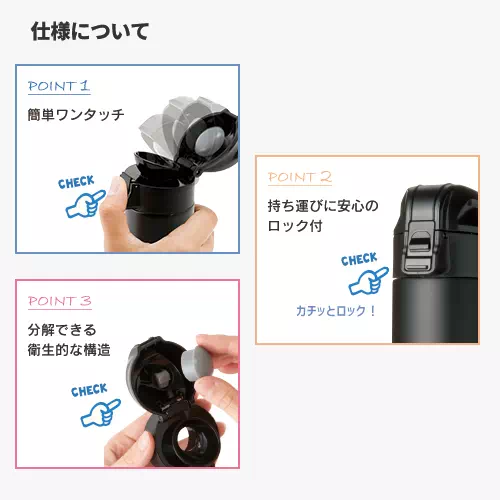 仕様について
POINT 1
簡単ワンタッチ
CHECK
POINT 2
持ち運びに安心の
ロック付
CHECK
カチッとロック！
POINT 3
分解できる
衛生的な構造
CHECK